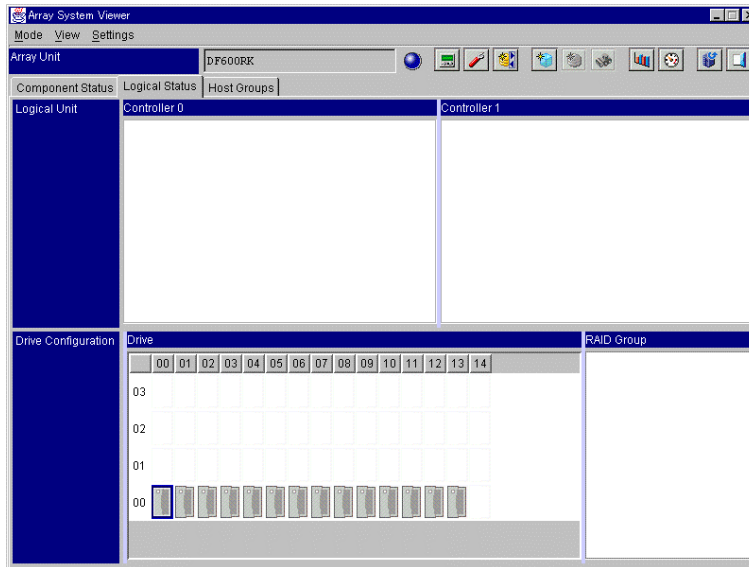 Array System Viewer
Mode View Settings
Array Unit DF600RK
Component Status Logical Status Host Groups
Logical Unit Controller 0 Controller 1
Drive Configuration Drive RAID Group
00 01 02 03 04 05 06 07 08 09 10 11 12 13 14
03
02
01
00